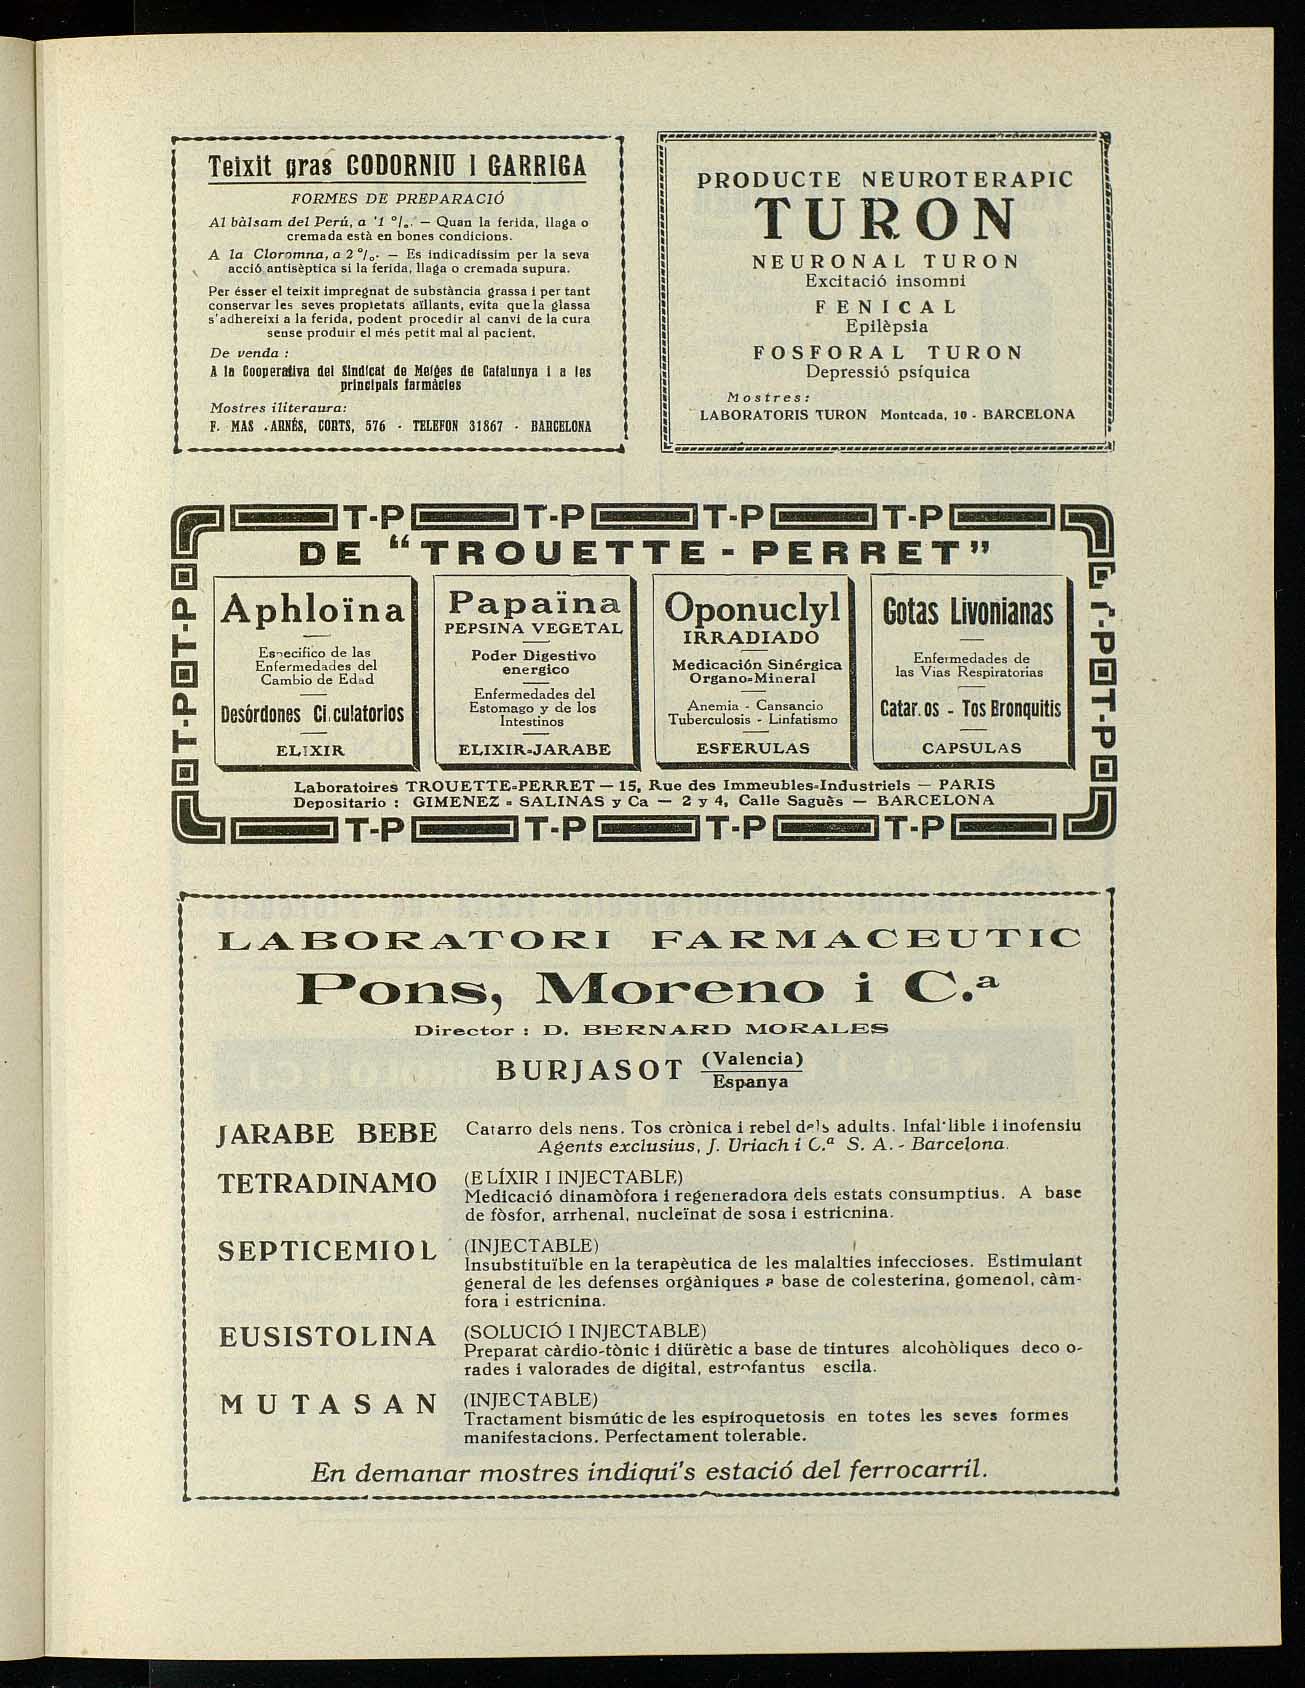 Teixit gras CODORNIU I GARRIGA
FORMES DE PREPARACIÓ
Al bàlsam del Perú, a '1 º/₀. — Quan la ferida, llaga o
cremada està en bones condicions.
A la Cloromna, a 2 º/₀. — Es indicadíssim per la seva
acció antisèptica si la ferida, llaga o cremada supura.
Per ésser el teixit impregnat de substància grassa i per tant
conservar les seves propietats aïllants, evita que la glassa
s'adhereixi a la ferida, podent procedir al canvi de la cura
sense produir el més petit mal al pacient.
De venda :
A la Cooperativa del Sindicat de Metges de Catalunya i a les
principals farmàcies
Mostres i literaura:
F. MAS .ARNÉS, CORTS, 576 - TELEFON 31867 - BARCELONA
PRODUCTE NEUROTERAPIC
TURON
NEURONAL TURON
Excitació insomni
FENICAL
Epilèpsia
FOSFORAL TURON
Depressió psíquica
Mostres:
LABORATORIS TURON Montcada, 10 - BARCELONA
T-P T-P T-P T-P
DE "TROUETTE-PERRET"
Aphloïna
Específico de las
Enfermedades del
Cambio de Edad
Desórdones Ci.culatorios
ELIXIR
Papaïna
PEPSINA VEGETAL
Poder Digestivo
energico
Enfermedades del
Estomago y de los
Intestinos
ELIXIR-JARABE
Oponuclyl
IRRADIADO
Medicación Sinérgica
Organo-Mineral
Anemia - Cansancio
Tuberculosis - Linfatismo
ESFERULAS
Gotas Livonianas
Enfermedades de
las Vias Respiratorias
Catar.os - Tos Bronquitis
CAPSULAS
T-P T-P
T-P T-P
Laboratoires TROUETTE-PERRET — 15, Rue des Immeubles-Industriels — PARIS
Depositario : GIMENEZ - SALINAS y Ca — 2 y 4, Calle Saguès — BARCELONA
T-P T-P T-P T-P
LABORATORI FARMACEUTIC
Pons, Moreno i C.ª
Director : D. BERNARD MORALES
BURJASOT (Valencia)
Espanya
JARABE BEBE
Catarro dels nens. Tos crònica i rebel dels adults. Infal·lible i inofensiu
Agents exclusius, J. Uriach i C.ª S. A. - Barcelona.
TETRADINAMO
(ELÍXIR I INJECTABLE)
Medicació dinamòfora i regeneradora dels estats consumptius. A base
de fòsfor, arrhenal, nucleïnat de sosa i estricnina.
SEPTICEMIOL
(INJECTABLE)
Insubstituïble en la terapèutica de les malalties infeccioses. Estimulant
general de les defenses orgàniques a base de colesterina, gomenol, càm-
fora i estricnina.
EUSISTOLINA
(SOLUCIÓ I INJECTABLE)
Preparat càrdio-tònic i diürètic a base de tintures alcohòliques deco o-
rades i valorades de digital, estrofantus escila.
MUTASAN
(INJECTABLE)
Tractament bismútic de les espiroquetosis en totes les seves formes
manifestacions. Perfectament tolerable.
En demanar mostres indiqui's estació del ferrocarril.